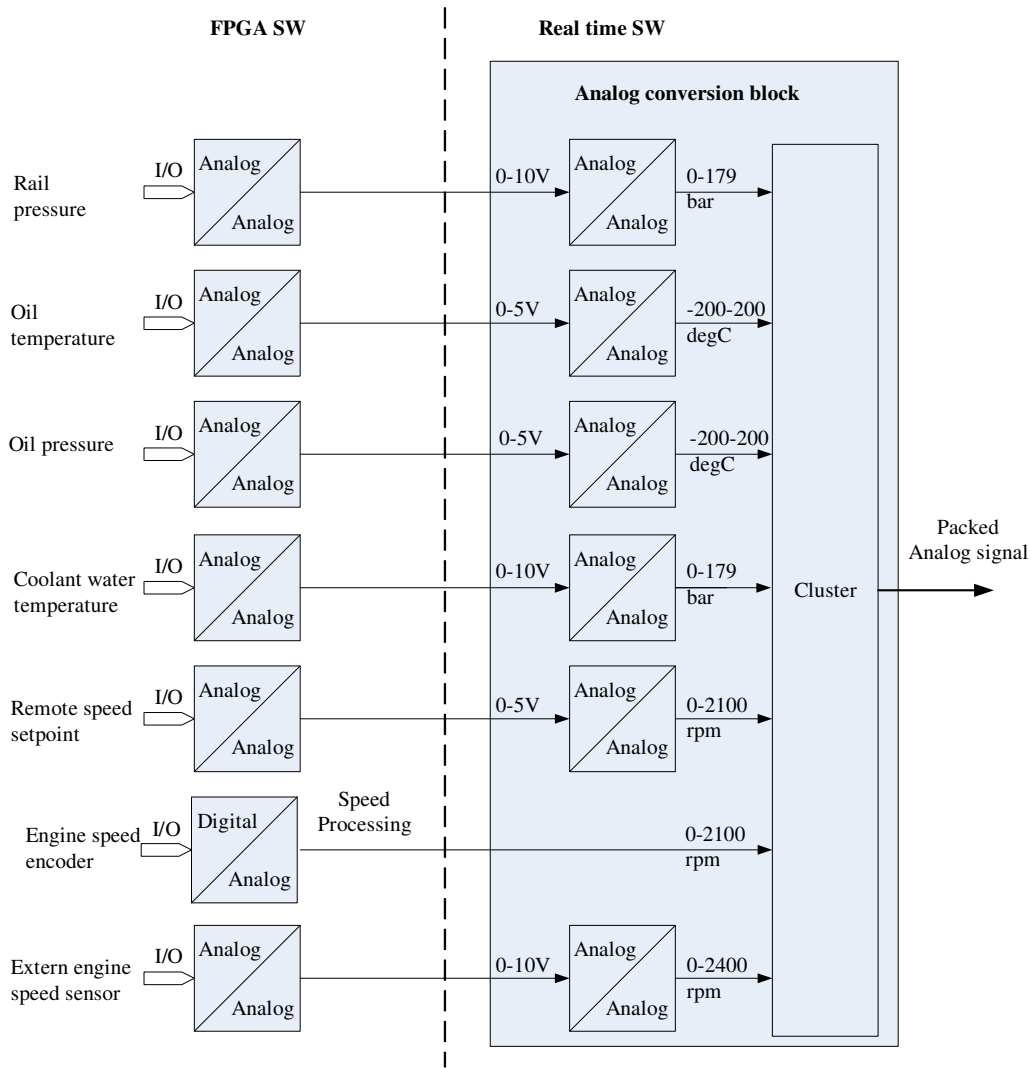 FPGA SW
Real time SW
Analog conversion block
Rail
pressure
I/O
Analog
Analog
0-10V
Analog
Analog
0-179
bar
Oil
temperature
I/O
Analog
Analog
0-5V
Analog
Analog
-200-200
degC
Oil pressure
I/O
Analog
Analog
0-5V
Analog
Analog
-200-200
degC
Coolant water
temperature
I/O
Analog
Analog
0-10V
Analog
Analog
0-179
bar
Cluster
Packed
Analog signal
Remote speed
setpoint
I/O
Analog
Analog
0-5V
Analog
Analog
0-2100
rpm
Engine speed
encoder
I/O
Digital
Analog
Speed
Processing
0-2100
rpm
Extern engine
speed sensor
I/O
Analog
Analog
0-10V
Analog
Analog
0-2400
rpm